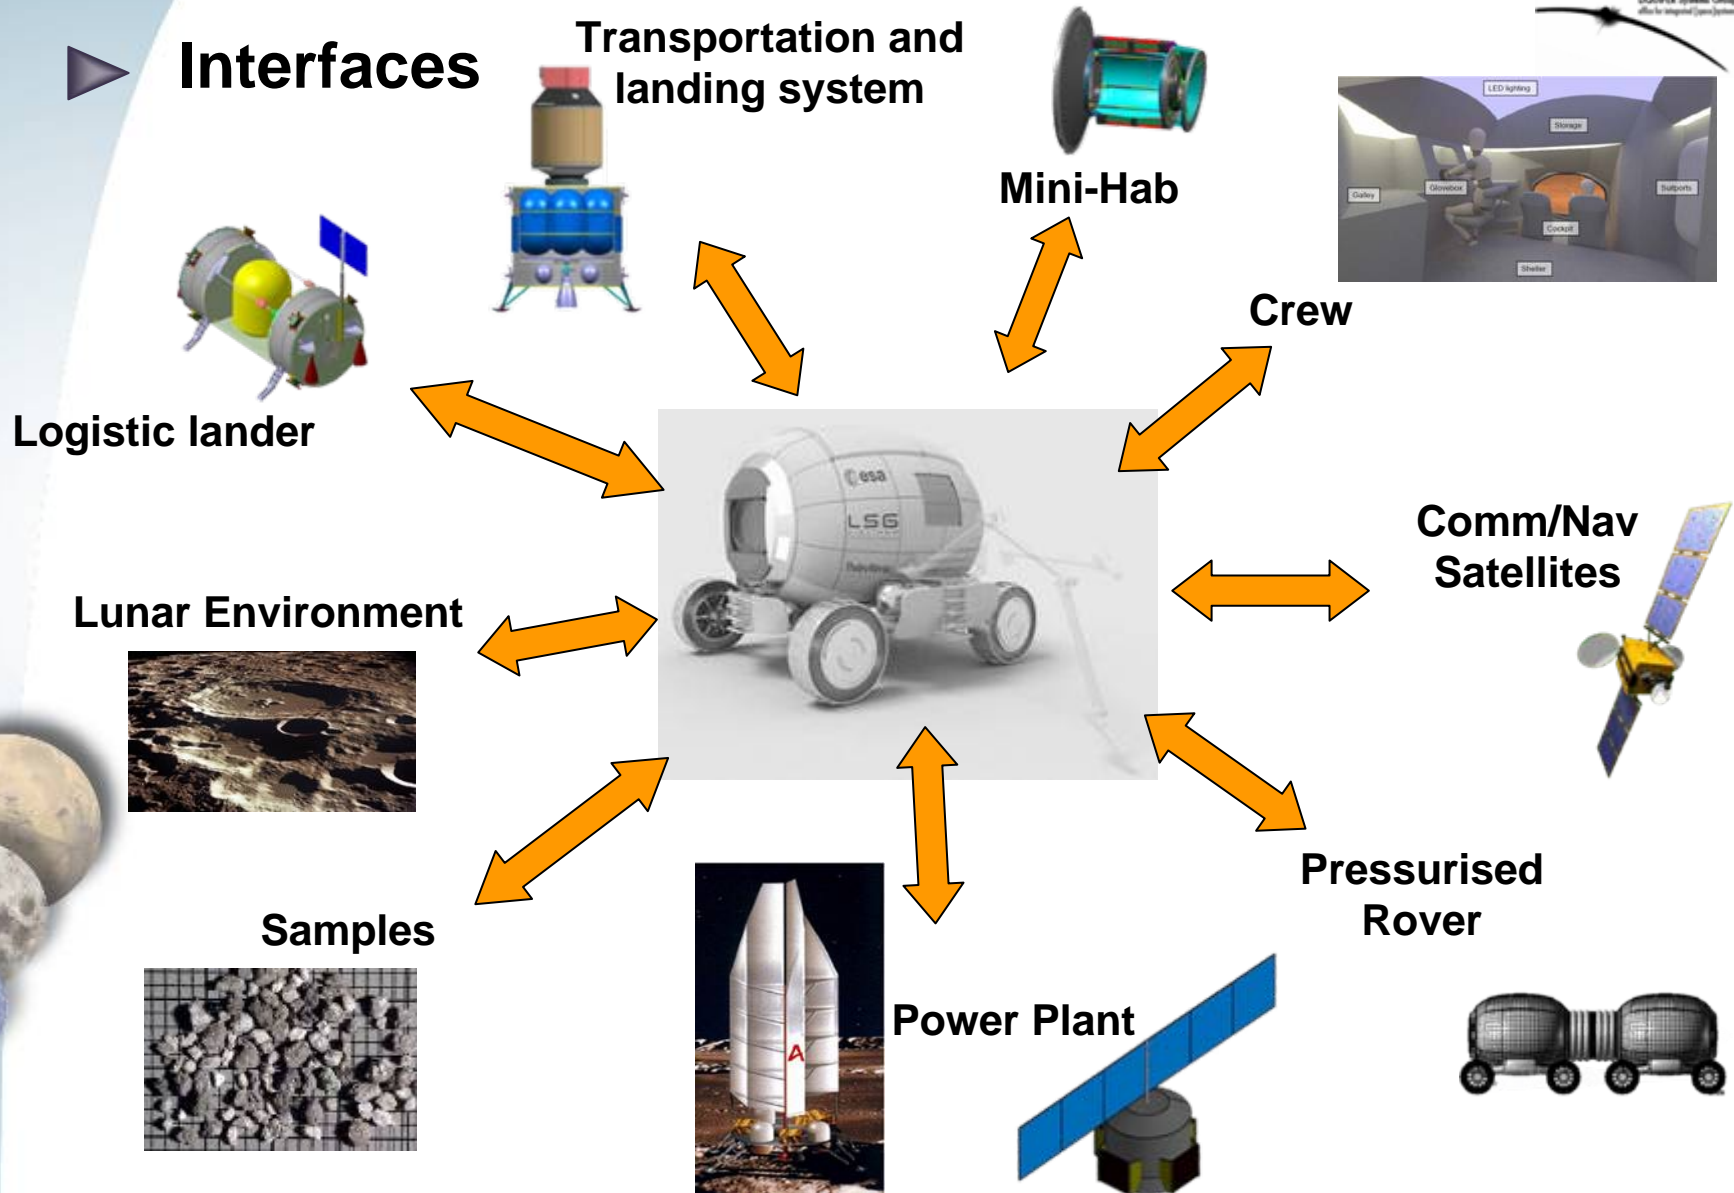 Interfaces
Transportation and
landing system
Mini-Hab
LED lighting
Storage
Galley
Glovebox
Suitports
Cockpit
Shelter
Crew
Logistic lander
esa
LSG
Comm/Nav
Satellites
Lunar Environment
Pressurised
Rover
Samples
A
Power Plant